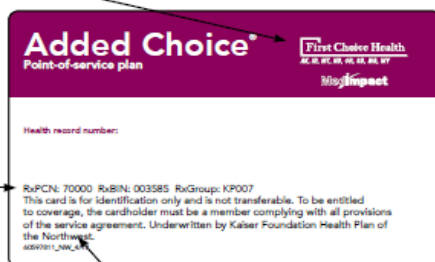 Added Choice®
Point-of-service plan
First Choice Health
Health record number:
RxPCN: 70000 RxBIN: 003585 RxGroup: KP007
This card is for identification only and is not transferable. To be entitled
to coverage, the cardholder must be a member complying with all provisions
of the service agreement. Underwritten by Kaiser Foundation Health Plan of
the Northwest.